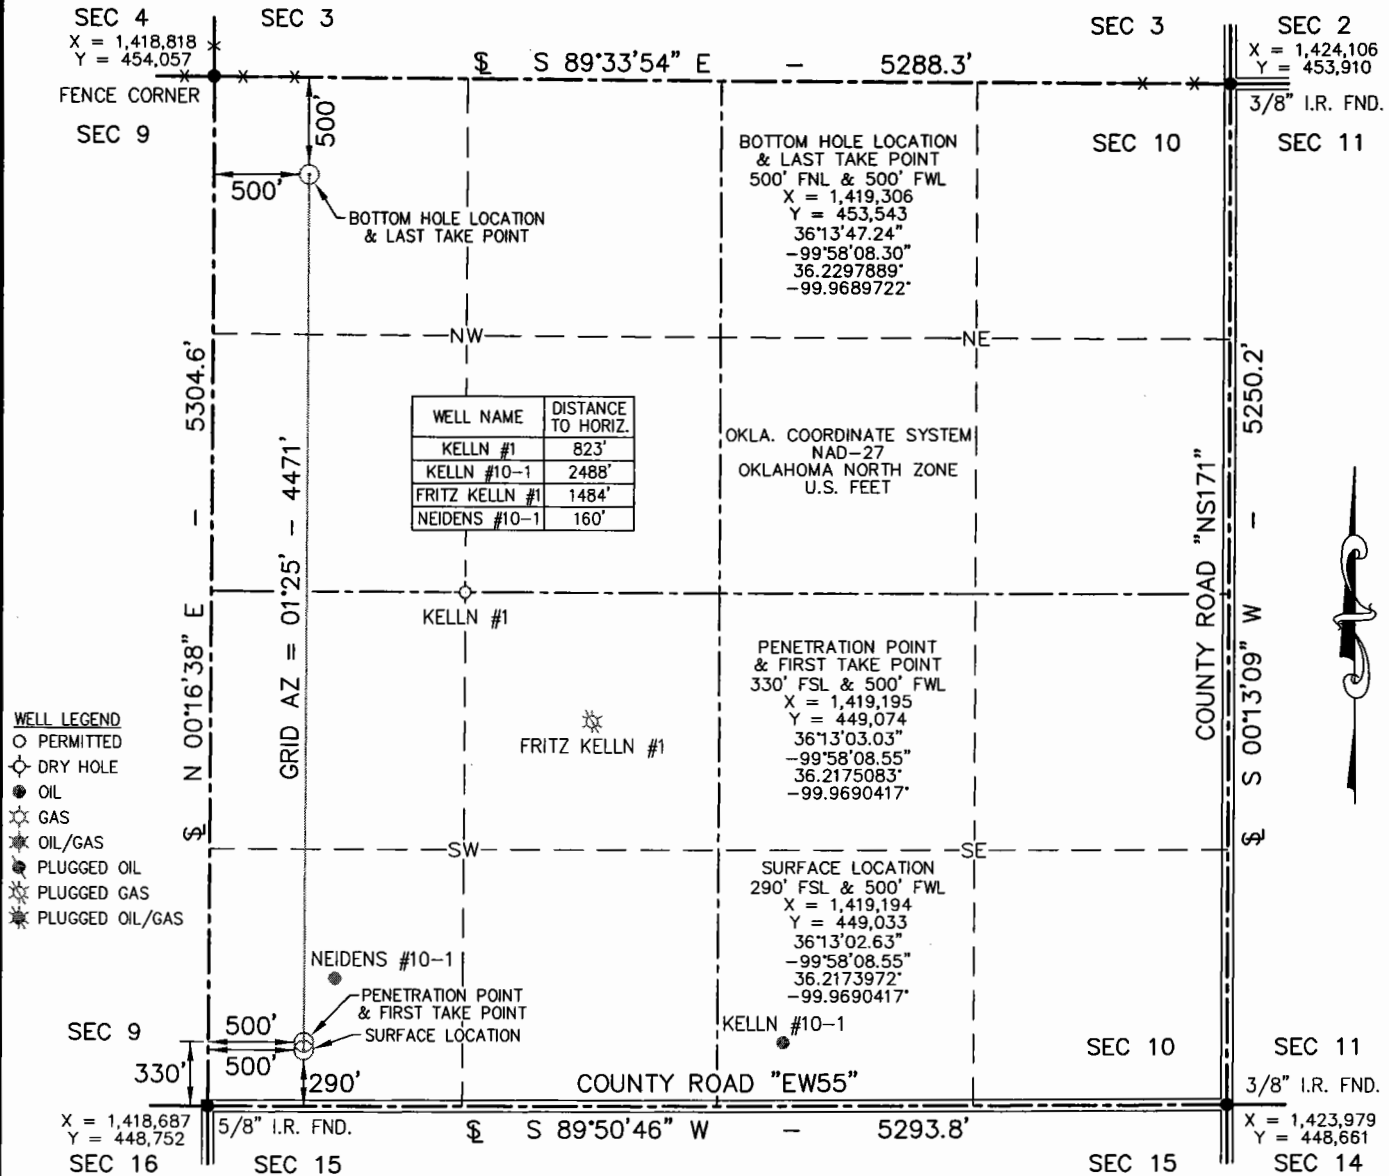 SEC 4
SEC 3
SEC 3
SEC 2
X = 1,418,818
Y = 454,057
S 89°33'54" E - 5288.3'
X = 1,424,106
Y = 453,910
FENCE CORNER
3/8" I.R. FND.
SEC 9
SEC 10
SEC 11
500'
500'
BOTTOM HOLE LOCATION
& LAST TAKE POINT
BOTTOM HOLE LOCATION
& LAST TAKE POINT
500' FNL & 500' FWL
X = 1,419,306
Y = 453,543
36°13'47.24"
-99°58'08.30"
36.2297889°
-99.9689722°
NW
NE
N 00°16'38" E - 5304.6'
GRID AZ = 01°25' - 4471'
WELL NAME DISTANCE TO HORIZ.
KELLN #1 823'
KELLN #10-1 2488'
FRITZ KELLN #1 1484'
NEIDENS #10-1 160'
OKLA. COORDINATE SYSTEM
NAD-27
OKLAHOMA NORTH ZONE
U.S. FEET
COUNTY ROAD "NS171"
S 00°13'09" W - 5250.2'
KELLN #1
FRITZ KELLN #1
PENETRATION POINT
& FIRST TAKE POINT
330' FSL & 500' FWL
X = 1,419,195
Y = 449,074
36°13'03.03"
-99°58'08.55"
36.2175083°
-99.9690417°
WELL LEGEND
PERMITTED
DRY HOLE
OIL
GAS
OIL/GAS
PLUGGED OIL
PLUGGED GAS
PLUGGED OIL/GAS
SW
SE
SURFACE LOCATION
290' FSL & 500' FWL
X = 1,419,194
Y = 449,033
36°13'02.63"
-99°58'08.55"
36.2173972°
-99.9690417°
NEIDENS #10-1
PENETRATION POINT
& FIRST TAKE POINT
SURFACE LOCATION
KELLN #10-1
SEC 9
500'
500'
330'
290'
COUNTY ROAD "EW55"
SEC 10
SEC 11
3/8" I.R. FND.
X = 1,418,687
Y = 448,752
5/8" I.R. FND.
S 89°50'46" W - 5293.8'
X = 1,423,979
Y = 448,661
SEC 16
SEC 15
SEC 15
SEC 14